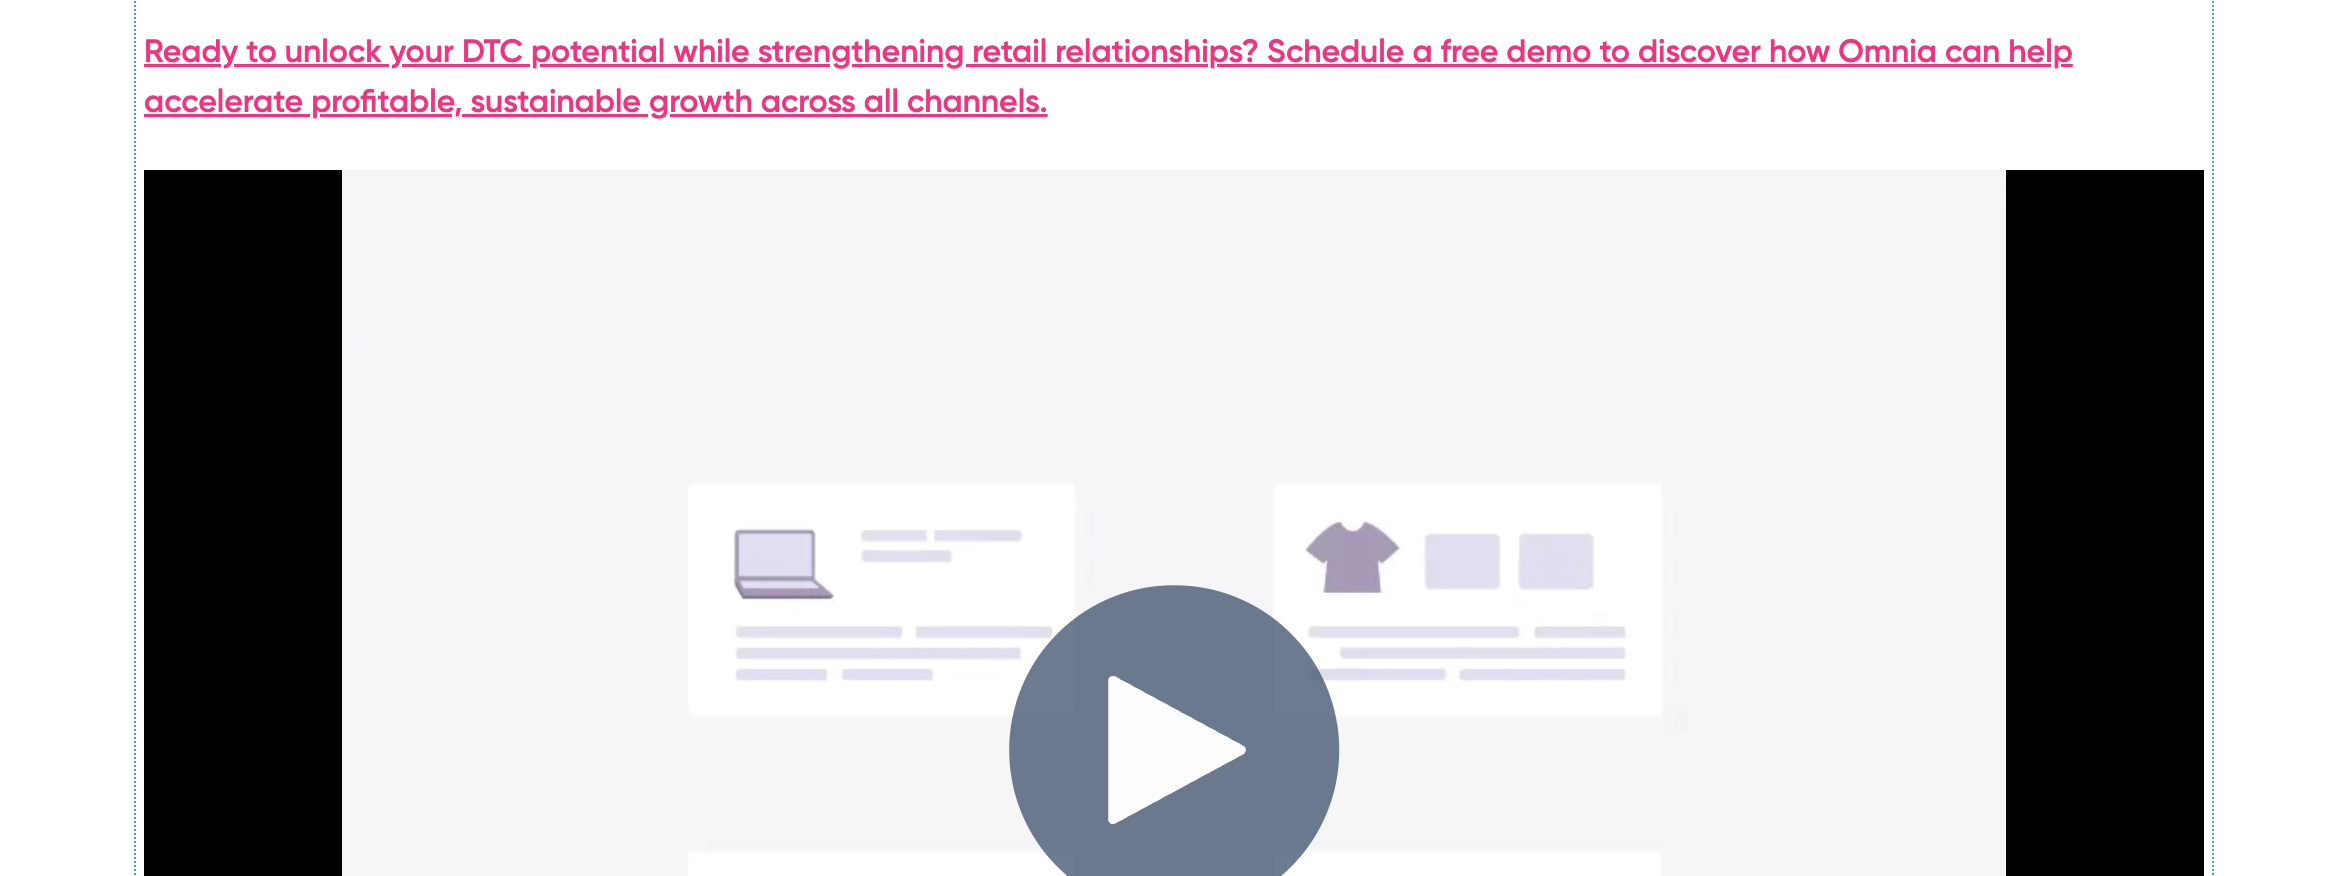 Ready to unlock your DTC potential while strengthening retail relationships? Schedule a free demo to discover how Omnia can help
accelerate profitable, sustainable growth across all channels.